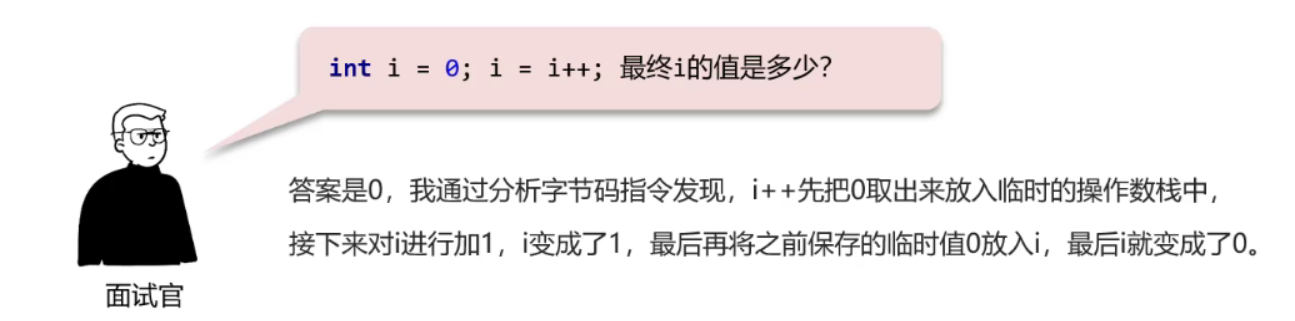 int i = 0; i = i++; 最终i的值是多少?
答案是0，我通过分析字节码指令发现，i++先把0取出来放入临时的操作数栈中，
接下来对i进行加1，i变成了1，最后再将之前保存的临时值0放入i，最后i就变成了0。
面试官